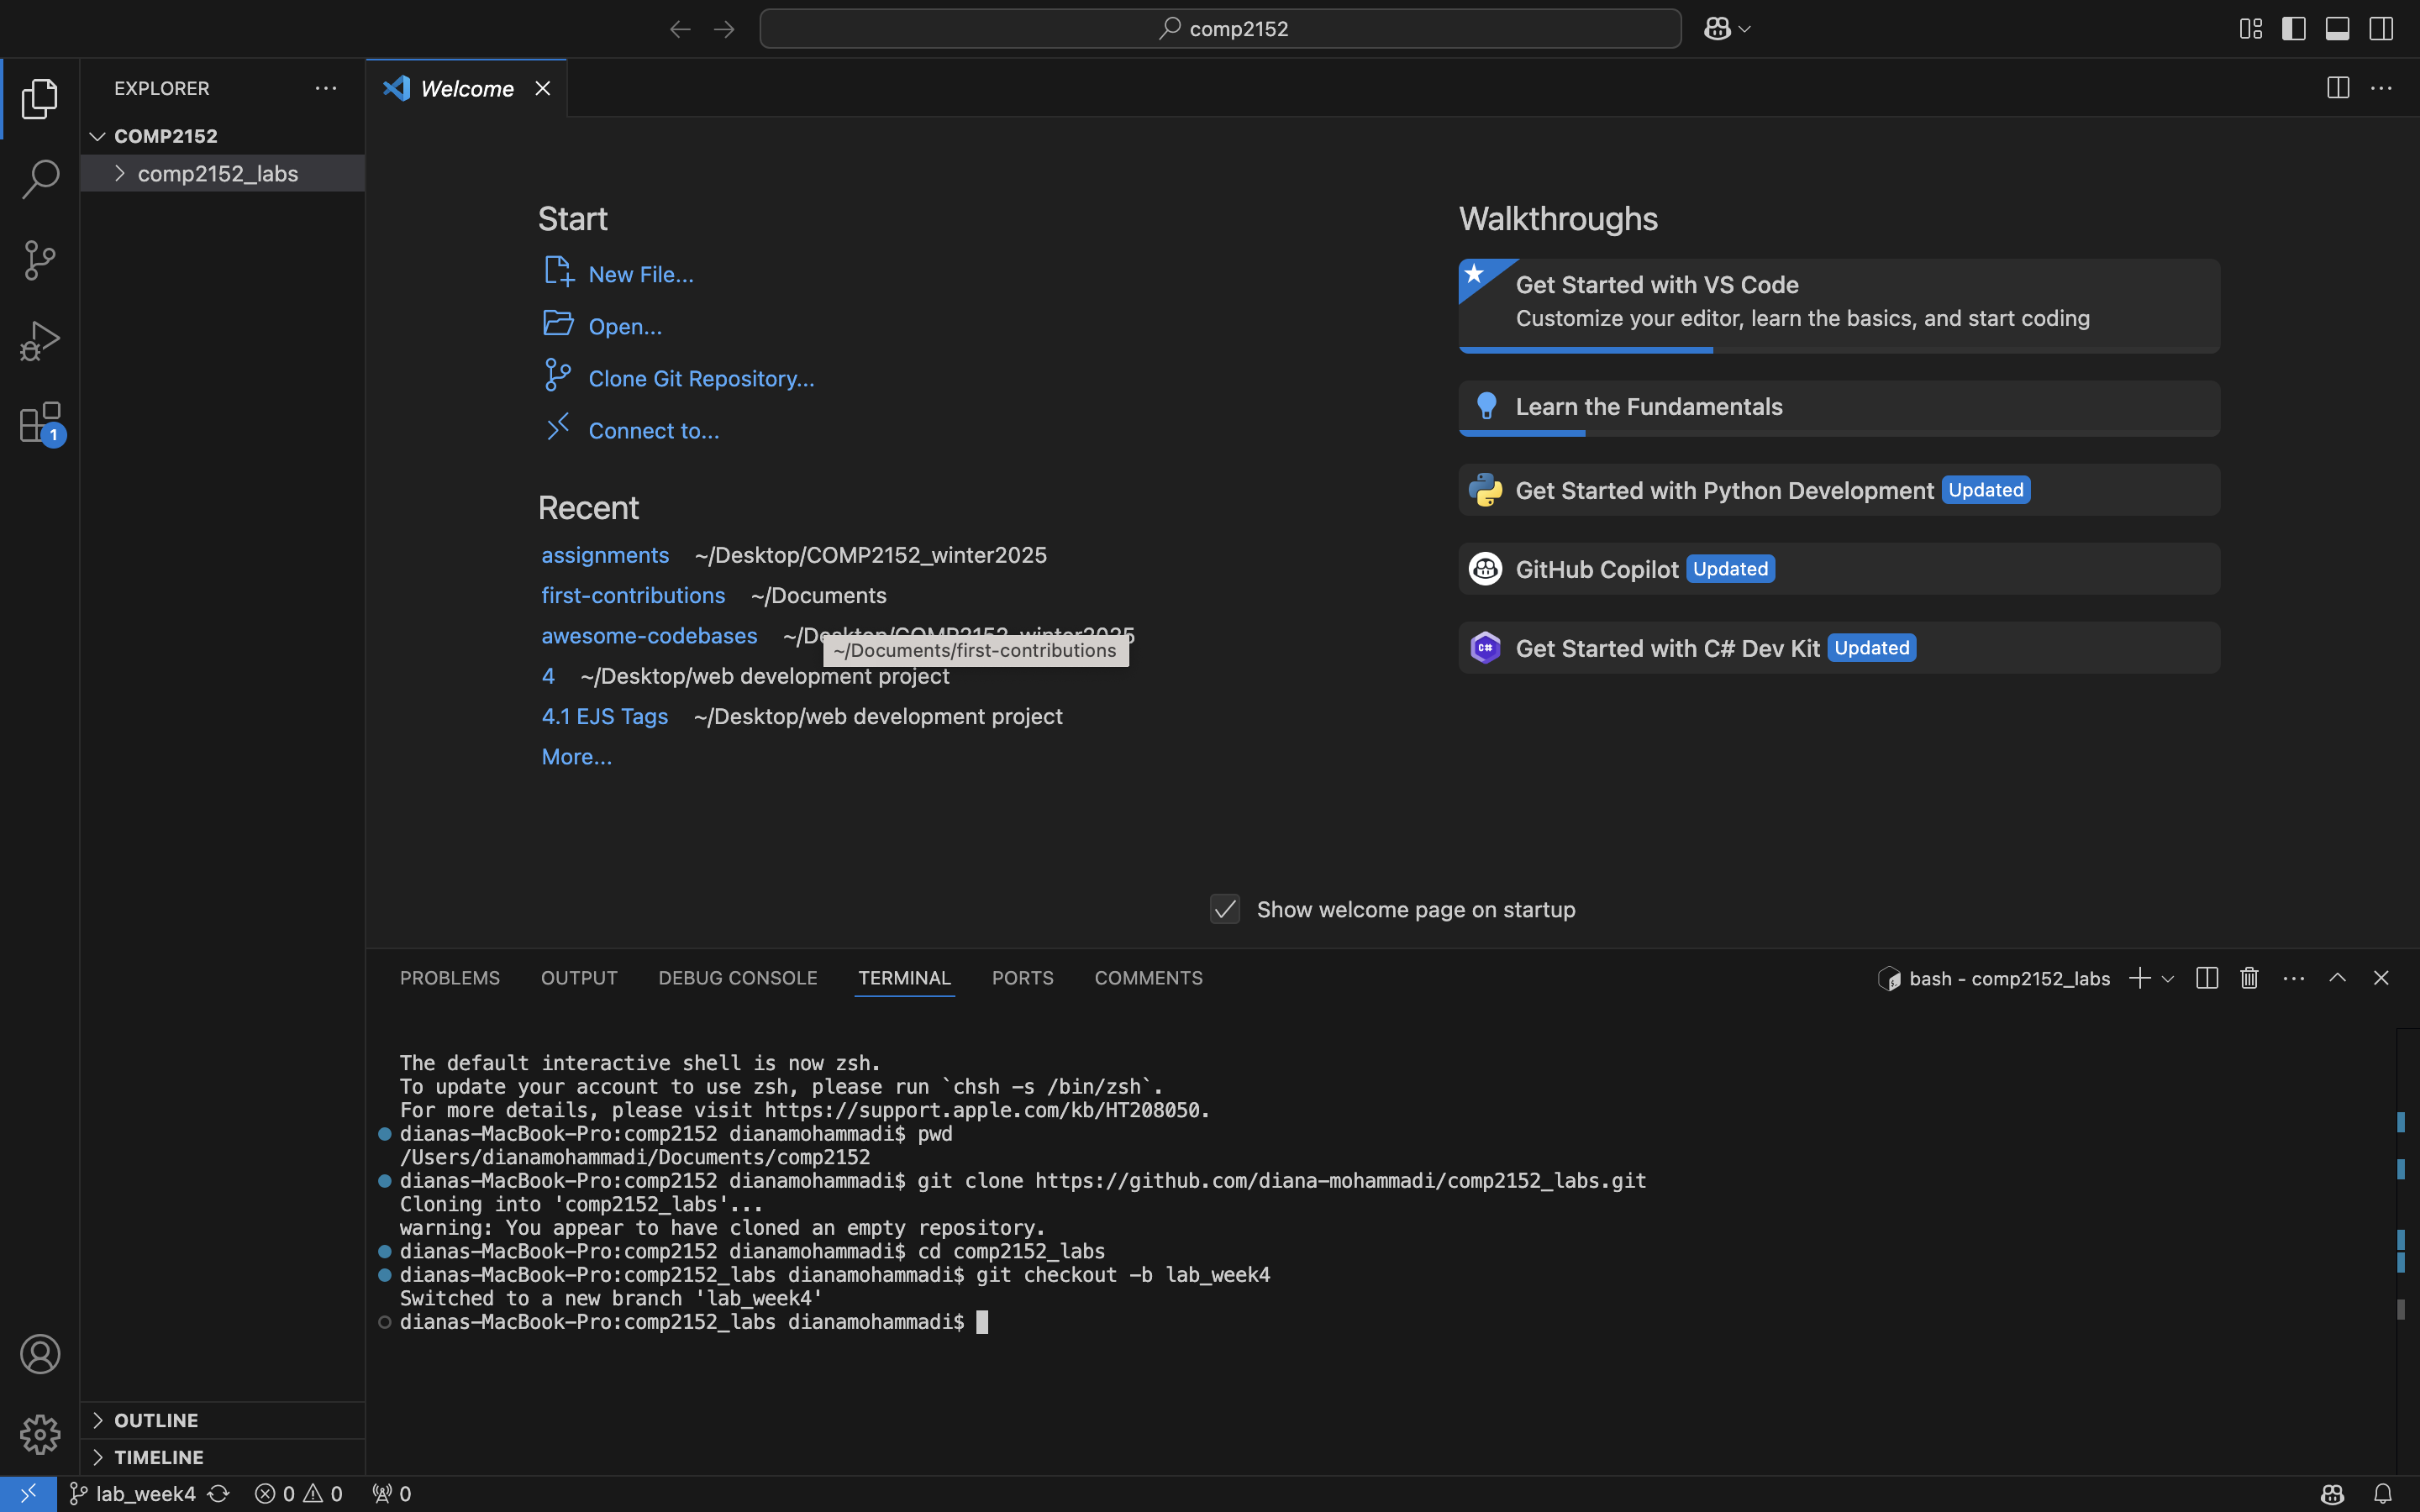 comp2152
EXPLORER
COMP2152
comp2152_labs
1
Welcome
Start
New File...
Open...
Clone Git Repository...
Connect to...
Recent
assignments ~/Desktop/COMP2152_winter2025
first-contributions ~/Documents
awesome-codebases ~/Desktop/COMP2152_winter2025
~/Documents/first-contributions
4 ~/Desktop/web development project
4.1 EJS Tags ~/Desktop/web development project
More...
Walkthroughs
Get Started with VS Code
Customize your editor, learn the basics, and start coding
Learn the Fundamentals
Get Started with Python Development Updated
GitHub Copilot Updated
C# Get Started with C# Dev Kit Updated
Show welcome page on startup
PROBLEMS OUTPUT DEBUG CONSOLE TERMINAL PORTS COMMENTS
bash - comp2152_labs
The default interactive shell is now zsh.
To update your account to use zsh, please run `chsh -s /bin/zsh`.
For more details, please visit https://support.apple.com/kb/HT208050.
dianas-MacBook-Pro:comp2152 dianamohammadi$ pwd
/Users/dianamohammadi/Documents/comp2152
dianas-MacBook-Pro:comp2152 dianamohammadi$ git clone https://github.com/diana-mohammadi/comp2152_labs.git
Cloning into 'comp2152_labs'...
warning: You appear to have cloned an empty repository.
dianas-MacBook-Pro:comp2152 dianamohammadi$ cd comp2152_labs
dianas-MacBook-Pro:comp2152_labs dianamohammadi$ git checkout -b lab_week4
Switched to a new branch 'lab_week4'
dianas-MacBook-Pro:comp2152_labs dianamohammadi$
OUTLINE
TIMELINE
lab_week4 0 0 0